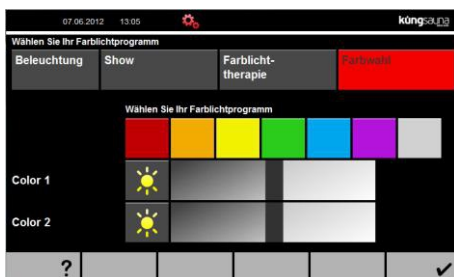 07.06.2012 13:05 küngsauna
Wählen Sie Ihr Farblichtprogramm
Beleuchtung Show Farblicht- Farbwahl
therapie
Wählen Sie Ihr Farblichtprogramm
Color 1
Color 2
?